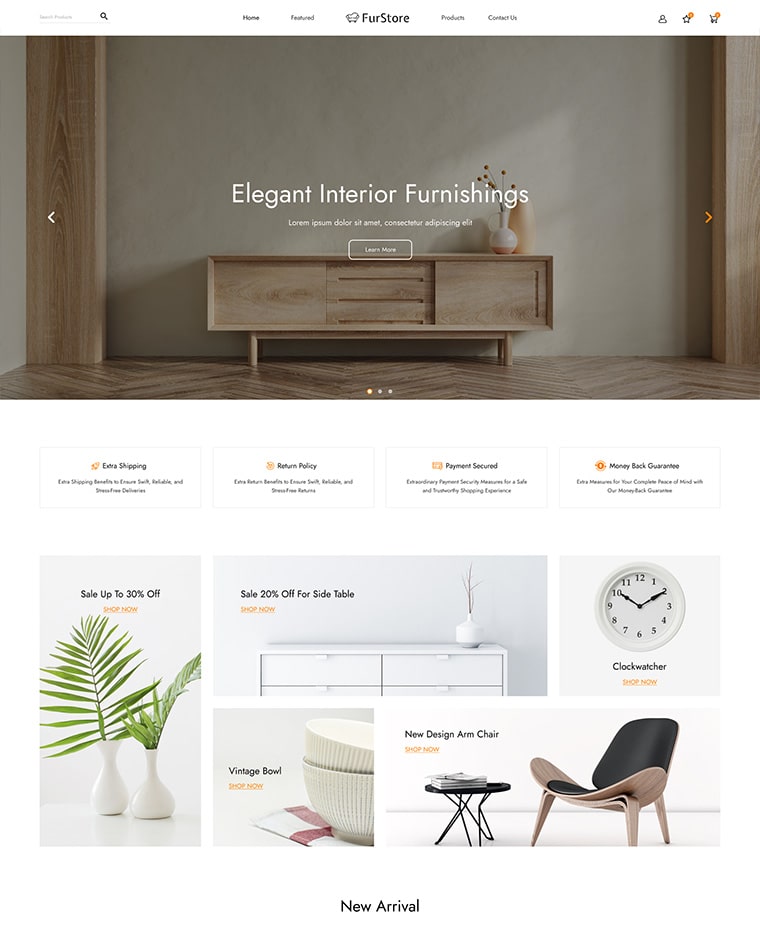 Search Products
Home
Featured
FurStore
Products
Contact Us
Elegant Interior Furnishings
Lorem ipsum dolor sit amet, consectetur adipiscing elit
Learn More
Extra Shipping
Extra Shipping Benefits to Ensure Swift, Reliable, and
Stress-Free Deliveries
Return Policy
Extra Return Benefits to Ensure Swift, Reliable, and
Stress-Free Returns
Payment Secured
Extraordinary Payment Security Measures for a Safe
and Trustworthy Shopping Experience
Money Back Guarantee
Extra Measures for Your Complete Peace of Mind with
Our Money-Back Guarantee
Sale Up To 30% Off
SHOP NOW
Sale 20% Off For Side Table
SHOP NOW
12
1
2
3
4
5
6
7
8
9
10
11
Clockwatcher
SHOP NOW
Vintage Bowl
SHOP NOW
New Design Arm Chair
SHOP NOW
New Arrival